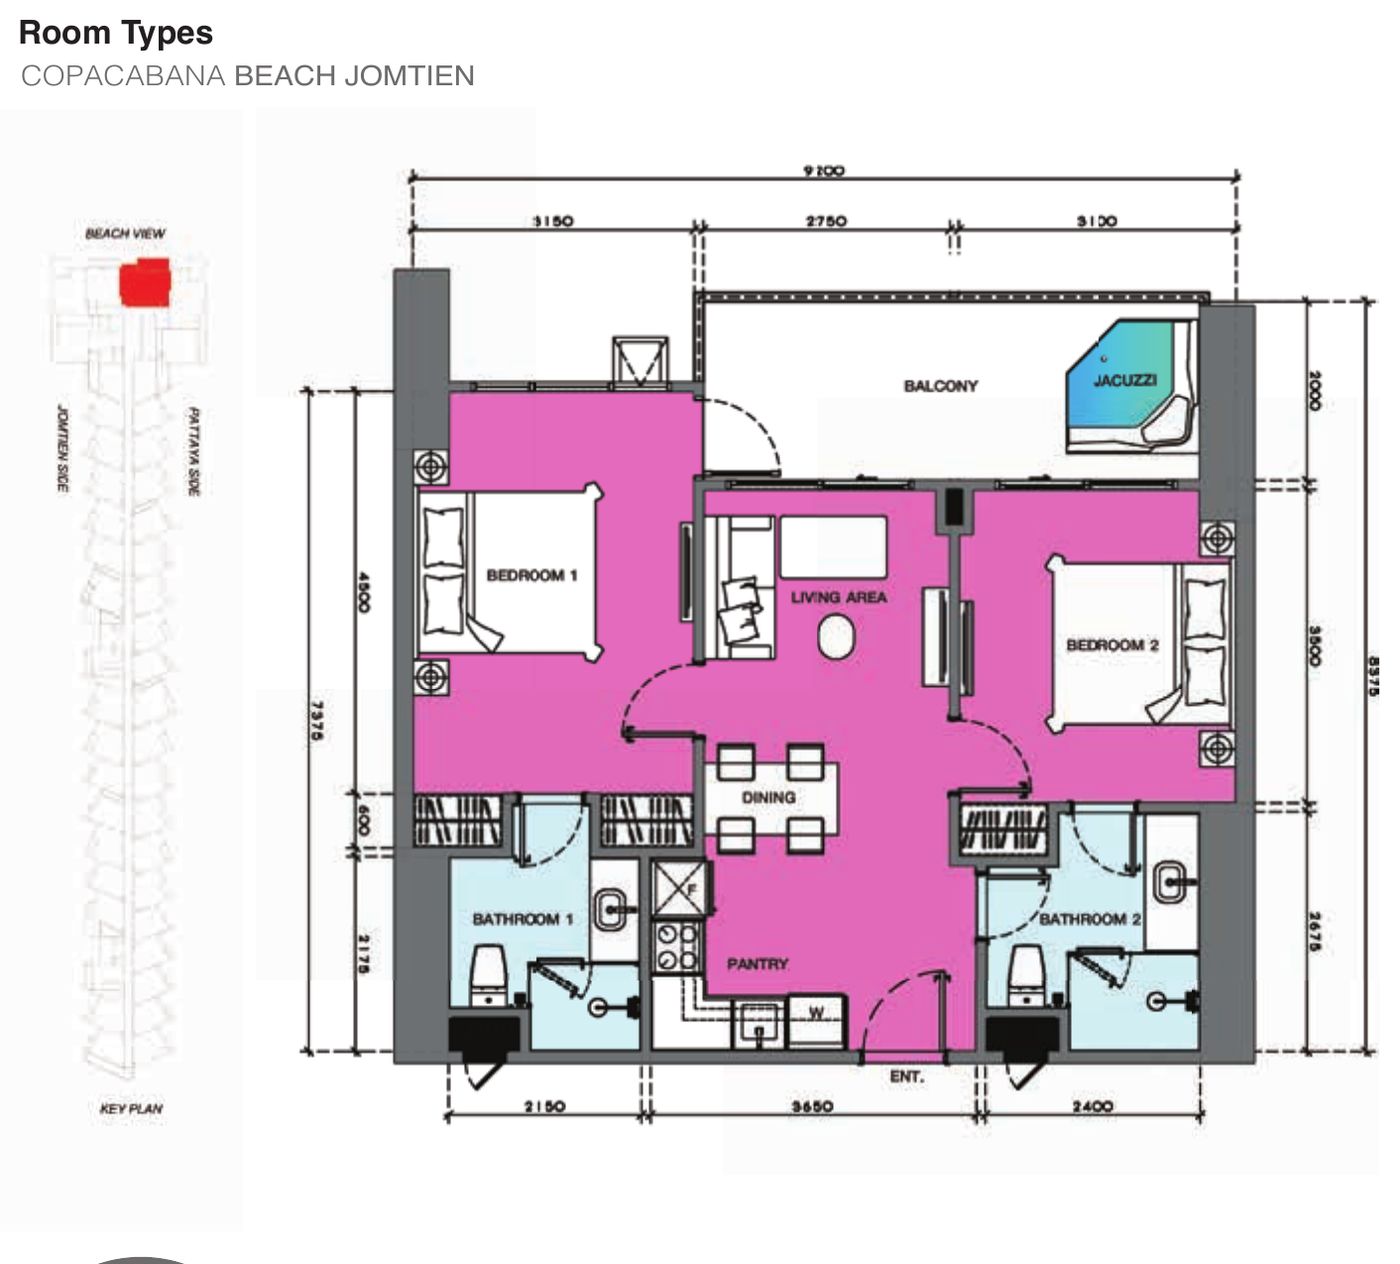 Room Types
COPACABANA BEACH JOMTIEN
9200
3150
2750
3100
BEACH VIEW
JOMTIEN SIDE
PATTAYA SIDE
KEY PLAN
BALCONY
JACUZZI
2000
BEDROOM 1
LIVING AREA
BEDROOM 2
4500
3500
8375
7375
DINING
600
F
BATHROOM 1
BATHROOM 2
2175
2675
PANTRY
W
ENT.
2150
3650
2400